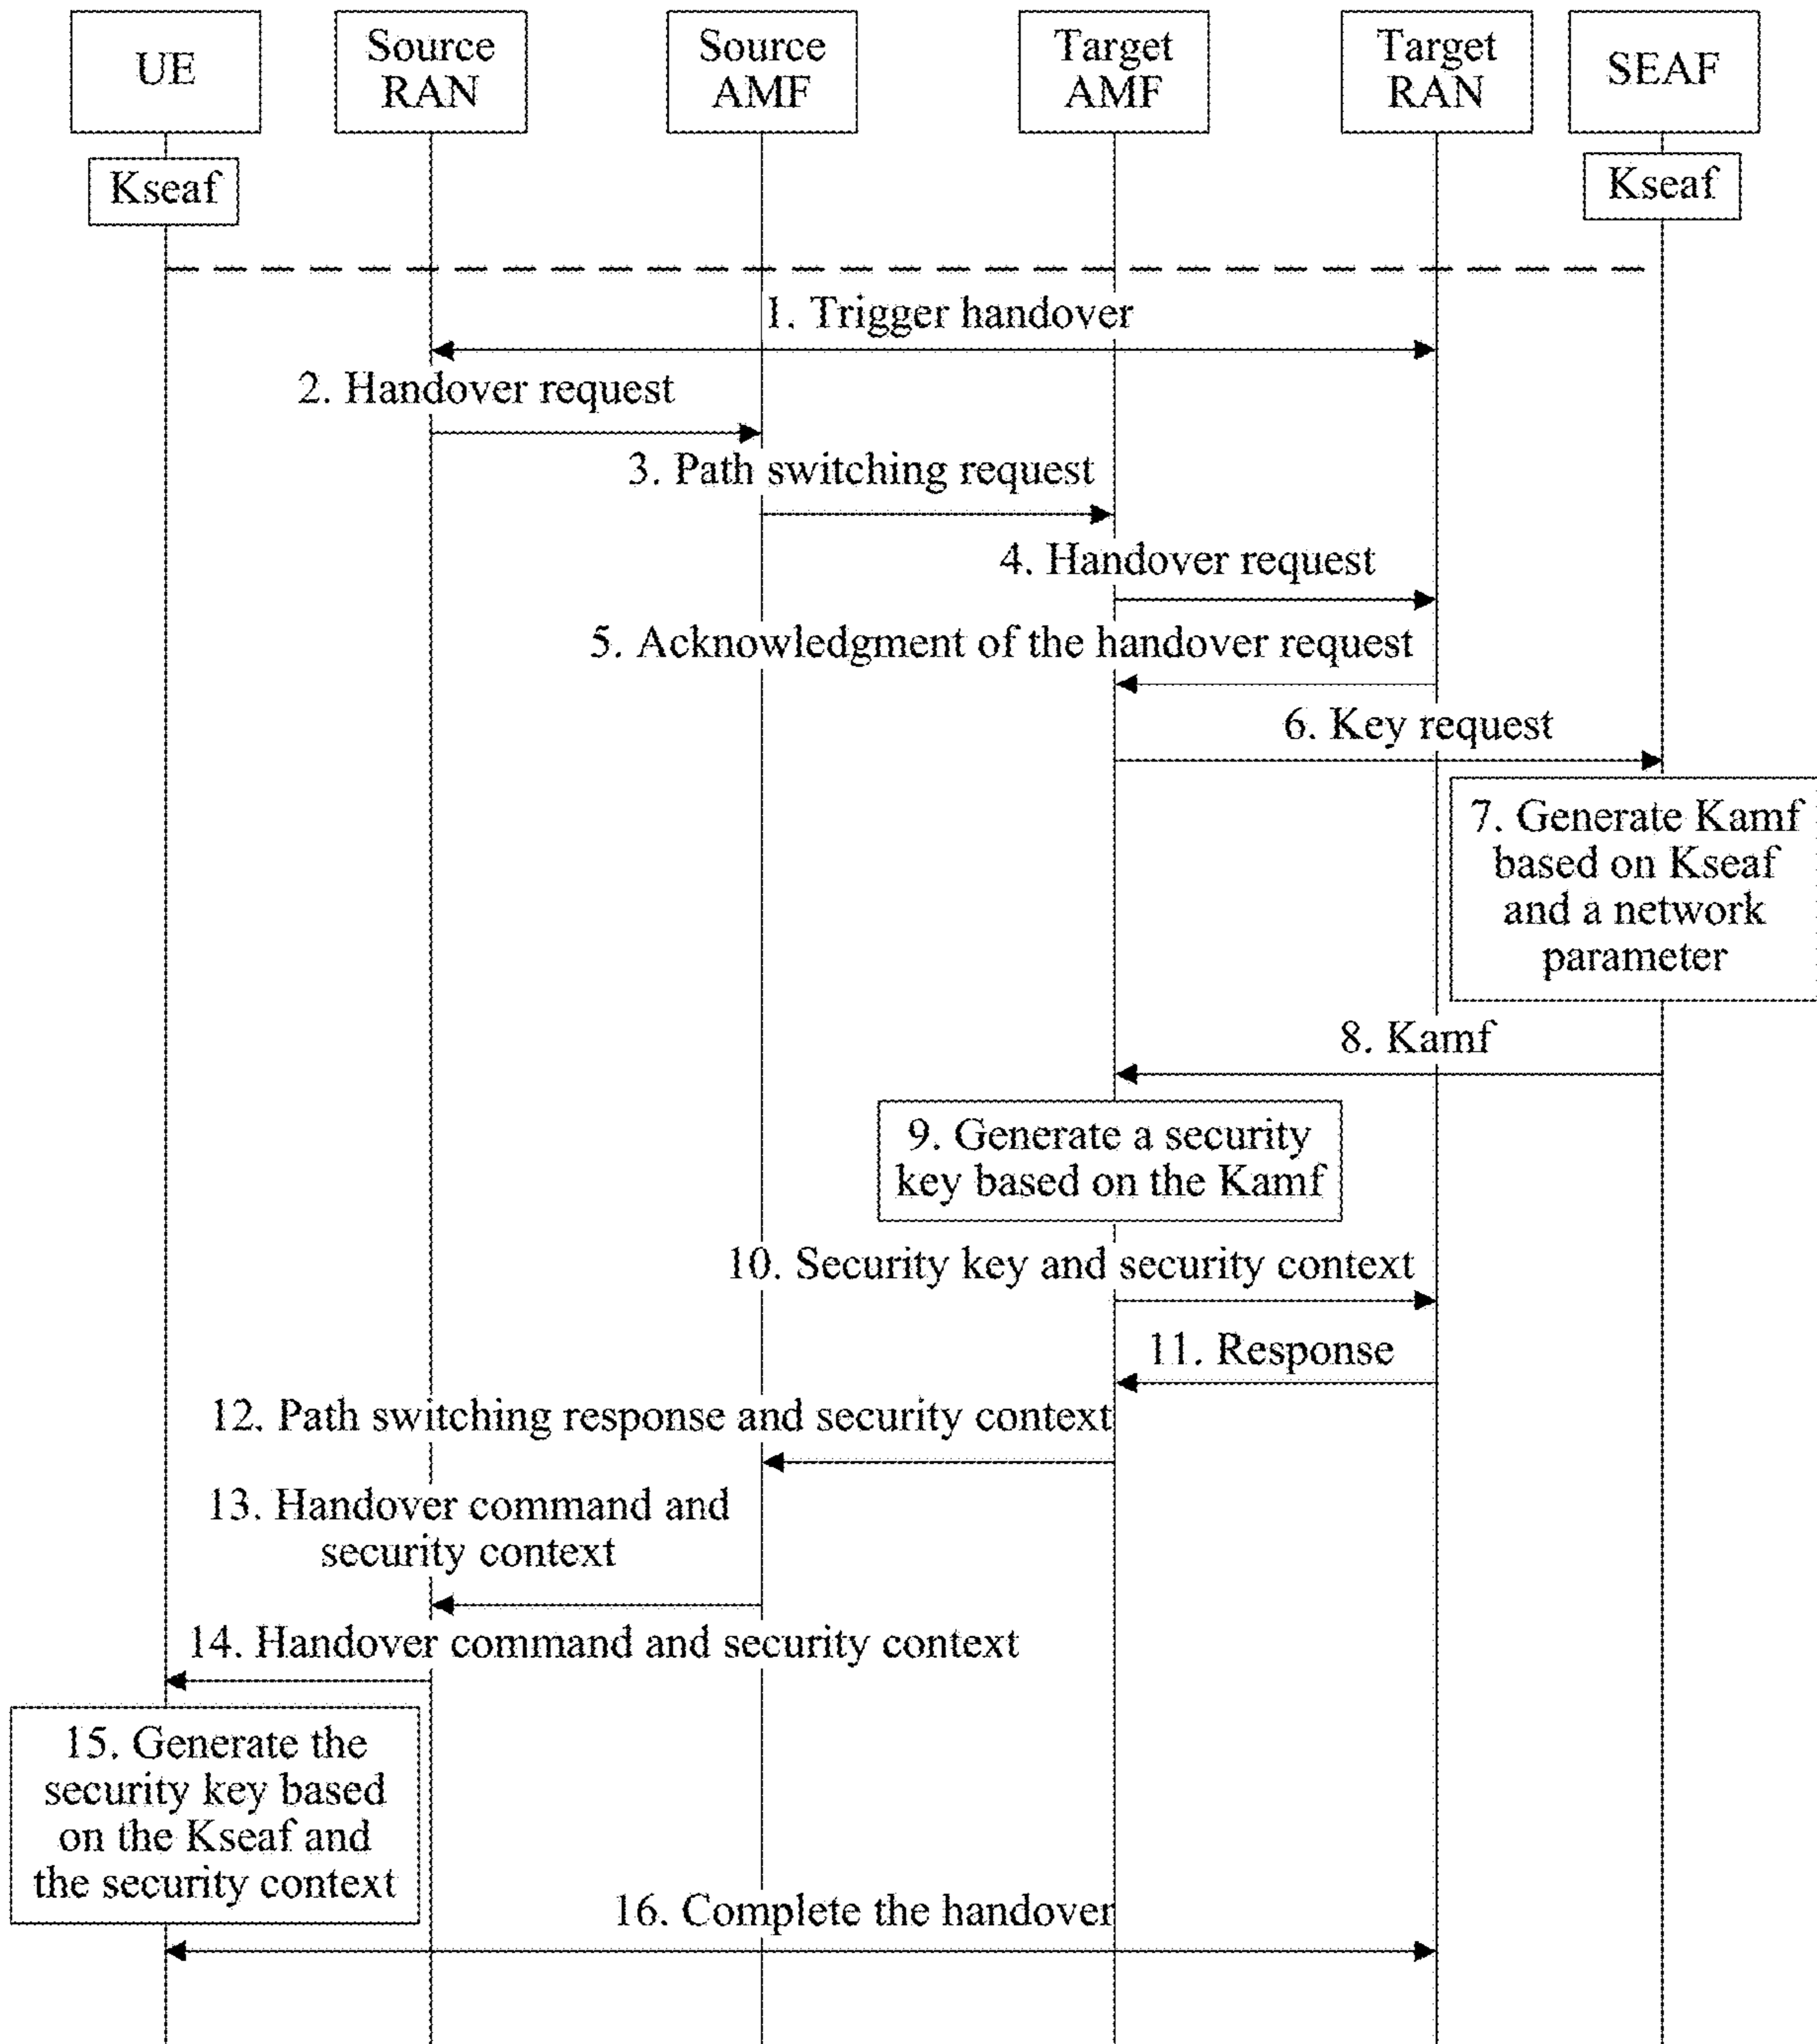 UE
Source
RAN
Source
AMF
Target
AMF
Target
RAN
SEAF
Kseaf
Kseaf
1. Trigger handover
2. Handover request
3. Path switching request
4. Handover request
5. Acknowledgment of the handover request
6. Key request
7. Generate Kamf
based on Kseaf
and a network
parameter
8. Kamf
9. Generate a security
key based on the Kamf
10. Security key and security context
11. Response
12. Path switching response and security context
13. Handover command and
security context
14. Handover command and security context
15. Generate the
security key based
on the Kseaf and
the security context
16. Complete the handover